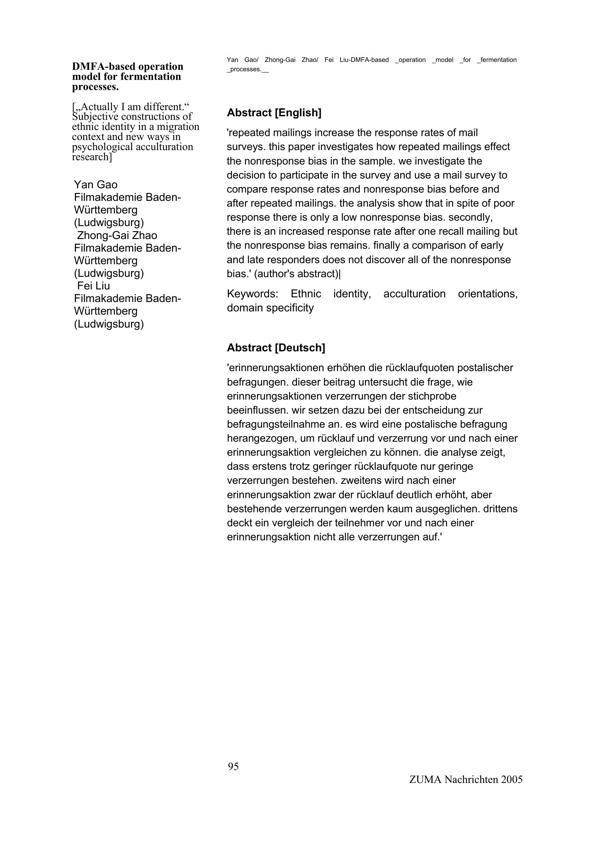 DMFA-based operation
model for fermentation
processes.
[„Actually I am different.“
Subjective constructions of
ethnic identity in a migration
context and new ways in
psychological acculturation
research]
Yan Gao
Filmakademie Baden-
Württemberg
(Ludwigsburg)
Zhong-Gai Zhao
Filmakademie Baden-
Württemberg
(Ludwigsburg)
Fei Liu
Filmakademie Baden-
Württemberg
(Ludwigsburg)
Yan Gao/ Zhong-Gai Zhao/ Fei Liu-DMFA-based _operation _model _for _fermentation
_processes.__
Abstract [English]
'repeated mailings increase the response rates of mail
surveys. this paper investigates how repeated mailings effect
the nonresponse bias in the sample. we investigate the
decision to participate in the survey and use a mail survey to
compare response rates and nonresponse bias before and
after repeated mailings. the analysis show that in spite of poor
response there is only a low nonresponse bias. secondly,
there is an increased response rate after one recall mailing but
the nonresponse bias remains. finally a comparison of early
and late responders does not discover all of the nonresponse
bias.' (author's abstract)|
Keywords: Ethnic identity, acculturation orientations,
domain specificity
Abstract [Deutsch]
'erinnerungsaktionen erhöhen die rücklaufquoten postalischer
befragungen. dieser beitrag untersucht die frage, wie
erinnerungsaktionen verzerrungen der stichprobe
beeinflussen. wir setzen dazu bei der entscheidung zur
befragungsteilnahme an. es wird eine postalische befragung
herangezogen, um rücklauf und verzerrung vor und nach einer
erinnerungsaktion vergleichen zu können. die analyse zeigt,
dass erstens trotz geringer rücklaufquote nur geringe
verzerrungen bestehen. zweitens wird nach einer
erinnerungsaktion zwar der rücklauf deutlich erhöht, aber
bestehende verzerrungen werden kaum ausgeglichen. drittens
deckt ein vergleich der teilnehmer vor und nach einer
erinnerungsaktion nicht alle verzerrungen auf.'
95
ZUMA Nachrichten 2005